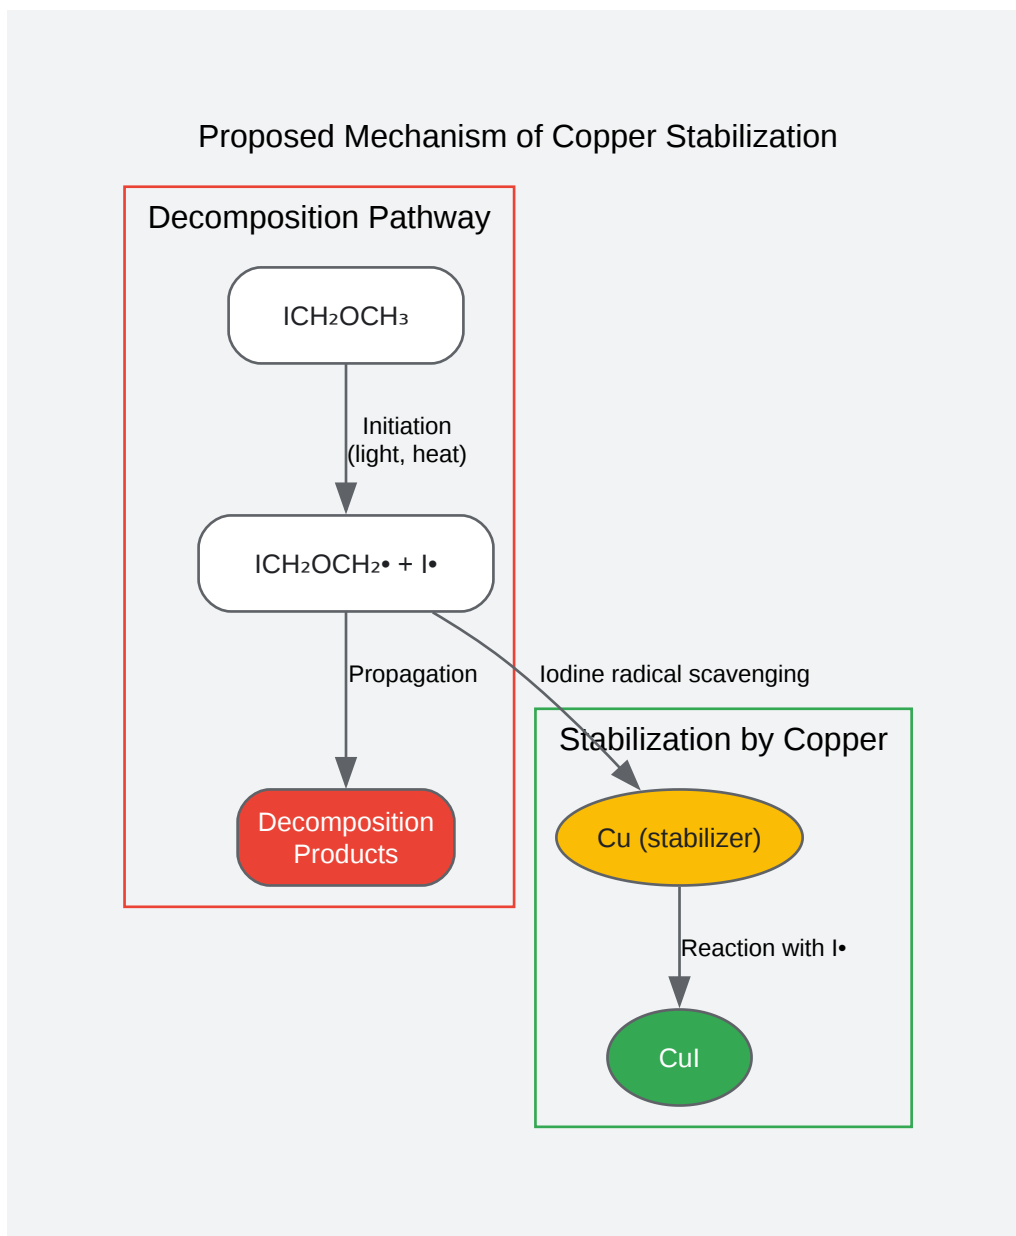 Proposed Mechanism of Copper Stabilization
Decomposition Pathway
ICH₂OCH₃
Initiation
(light, heat)
ICH₂OCH₂• + I•
Propagation
Iodine radical scavenging
Decomposition
Products
Stabilization by Copper
Cu (stabilizer)
Reaction with I•
CuI